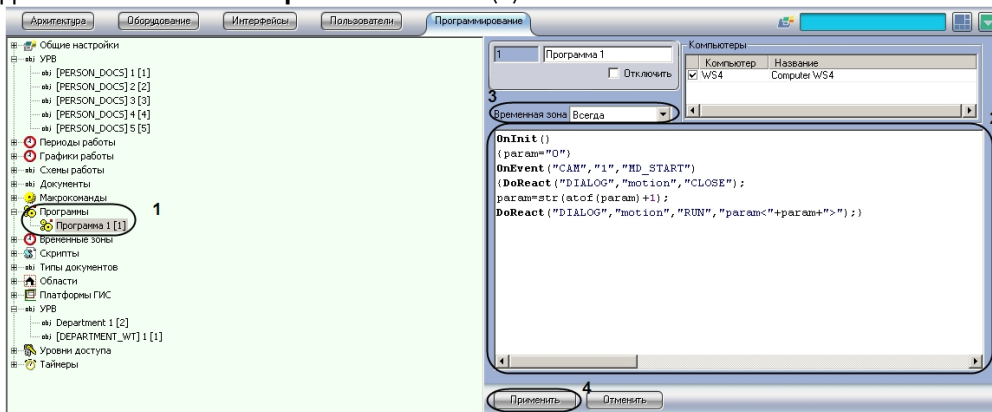 Архитектура Оборудование Интерфейсы Пользователи Программирование
Общие настройки
УРВ
[PERSON_DOCS] 1 [1]
[PERSON_DOCS] 2 [2]
[PERSON_DOCS] 3 [3]
[PERSON_DOCS] 4 [4]
[PERSON_DOCS] 5 [5]
Периоды работы
Графики работы
Схемы работы
Документы
Макрокоманды
Программы
Программа 1 [1]
1
Временные зоны
Скрипты
Типы документов
Области
Платформы ГИС
УРВ
Department 1 [2]
[DEPARTMENT_WT] 1 [1]
Уровни доступа
Таймеры
1 Программа 1
Отключить
Компьютеры
Компьютер Название
WS4 Computer WS4
3
Временная зона Всегда
OnInit()
{param="0"}
OnEvent("CAM","1","MD_START")
{DoReact("DIALOG","motion","CLOSE");
param=str(atof(param)+1);
DoReact("DIALOG","motion","RUN","param<"+param+">");}
4
Применить Отменить